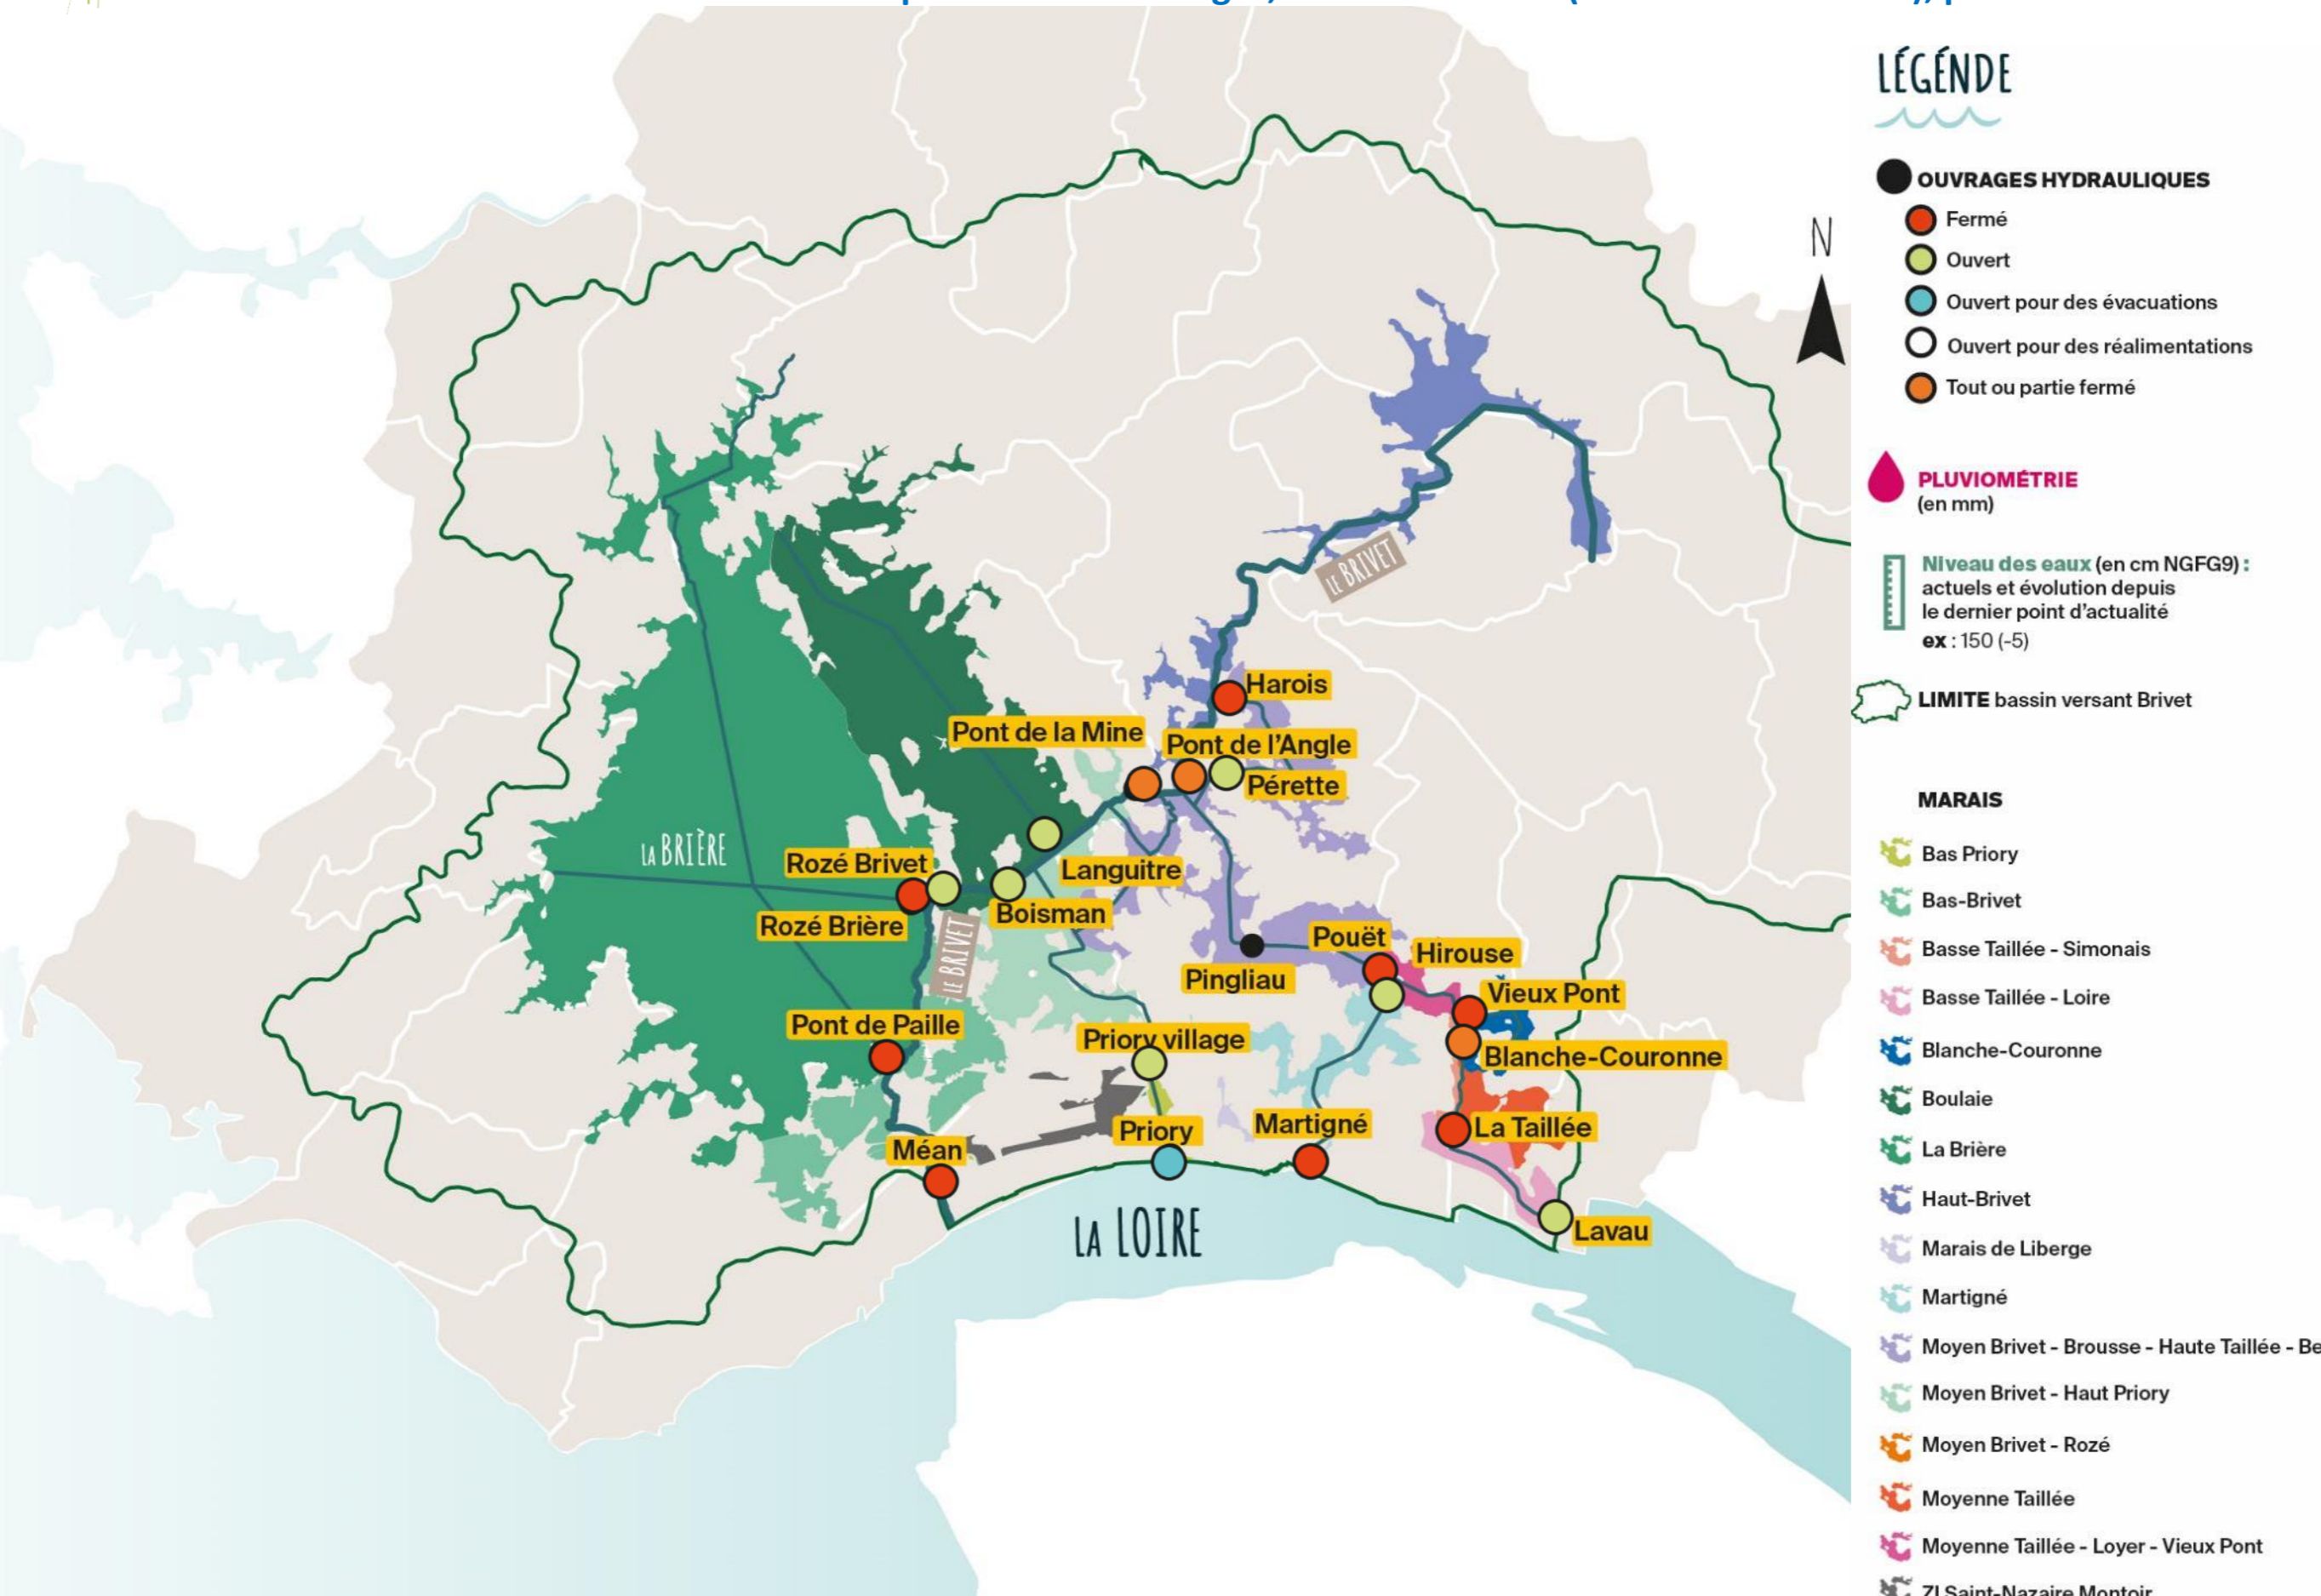 LÉGÉNDE
OUVRAGES HYDRAULIQUES
Fermé
Ouvert
Ouvert pour des évacuations
Ouvert pour des réalimentations
Tout ou partie fermé
PLUVIOMÉTRIE
(en mm)
NIveau des eaux (en cm NGFG9) :
actuels et évolution depuis
le dernier point d'actualité
ex : 150 (-5)
LIMITE bassin versant Brivet
MARAIS
Bas Priory
Bas-Brivet
Basse Taillée - Simonais
Basse Taillée - Loire
Blanche-Couronne
Boulaie
La Brière
Haut-Brivet
Marais de Liberge
Martigné
Moyen Brivet - Brousse - Haute Taillée - Be
Moyen Brivet - Haut Priory
Moyen Brivet - Rozé
Moyenne Taillée
Moyenne Taillée - Loyer - Vieux Pont
ZI Saint-Nazaire Montoir
N
LE BRIVET
Harois
Pont de la Mine
Pont de l'Angle
Pérette
LA BRIÈRE
Rozé Brivet
Languitre
Rozé Brière
Boisman
LE BRIVET
Pouët
Hirouse
Pingliau
Vieux Pont
Pont de Paille
Priory village
Blanche-Couronne
Priory
Martigné
La Taillée
Méan
LA LOIRE
Lavau